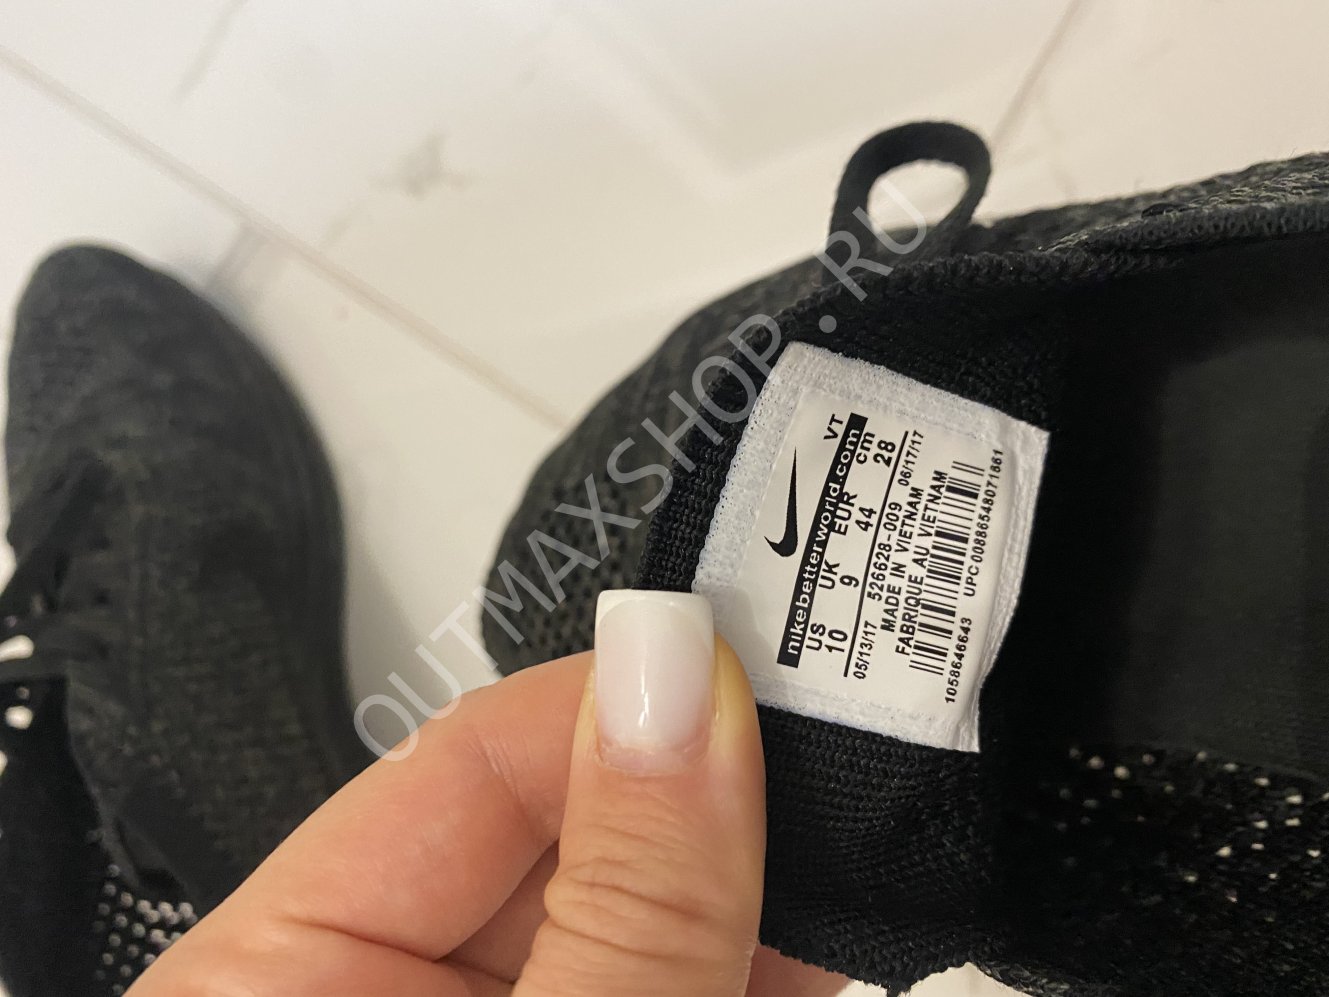 VT
nikebetterworld.com
US UK EUR cm
10 9 44 28
05/13/17 526628-009 06/17/17
MADE IN VIETNAM
FABRIQUE AU VIETNAM
1058646643 UPC 00886548071861
OUTMAXSHOP.RU